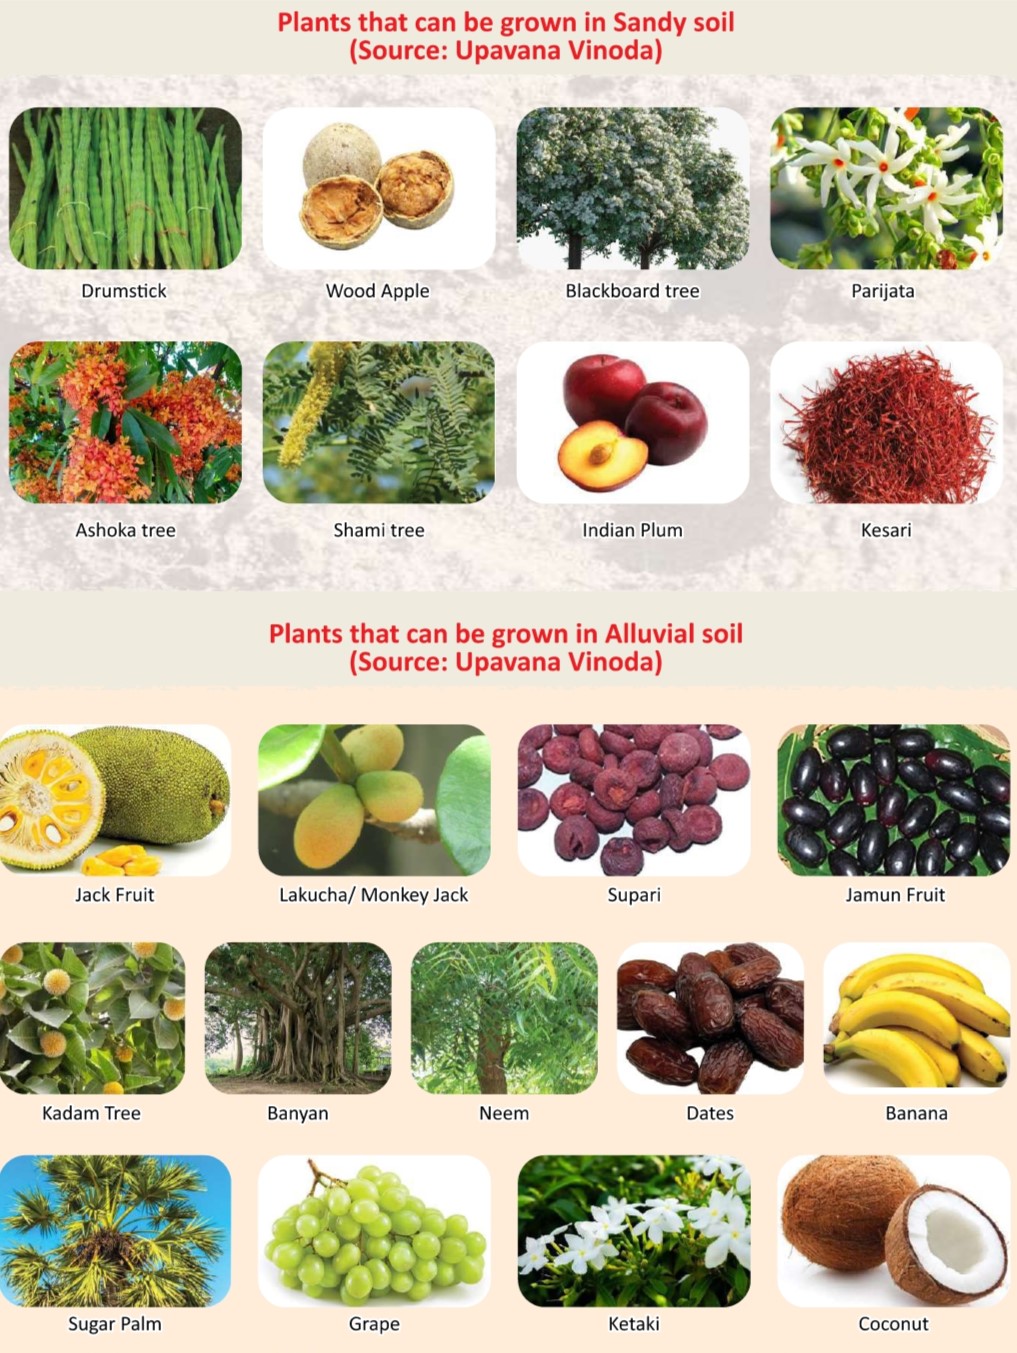 Plants that can be grown in Sandy soil
(Source: Upavana Vinoda)
Drumstick
Wood Apple
Blackboard tree
Parijata
Ashoka tree
Shami tree
Indian Plum
Kesari
Plants that can be grown in Alluvial soil
(Source: Upavana Vinoda)
Jack Fruit
Lakucha/ Monkey Jack
Supari
Jamun Fruit
Kadam Tree
Banyan
Neem
Dates
Banana
Sugar Palm
Grape
Ketaki
Coconut